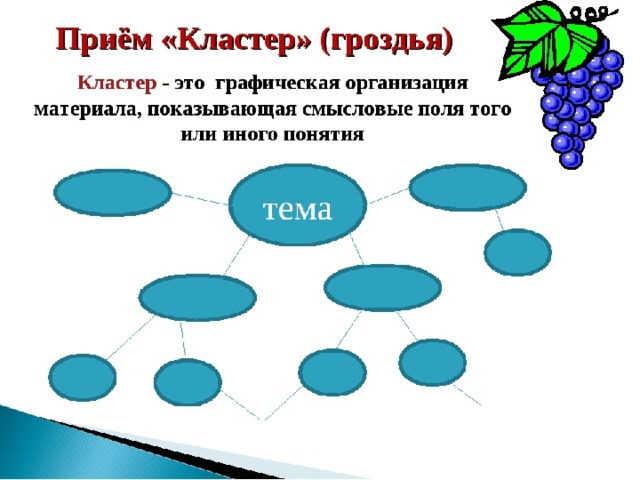 Приём «Кластер» (гроздья)
Кластер - это графическая организация
материала, показывающая смысловые поля того
или иного понятия
тема